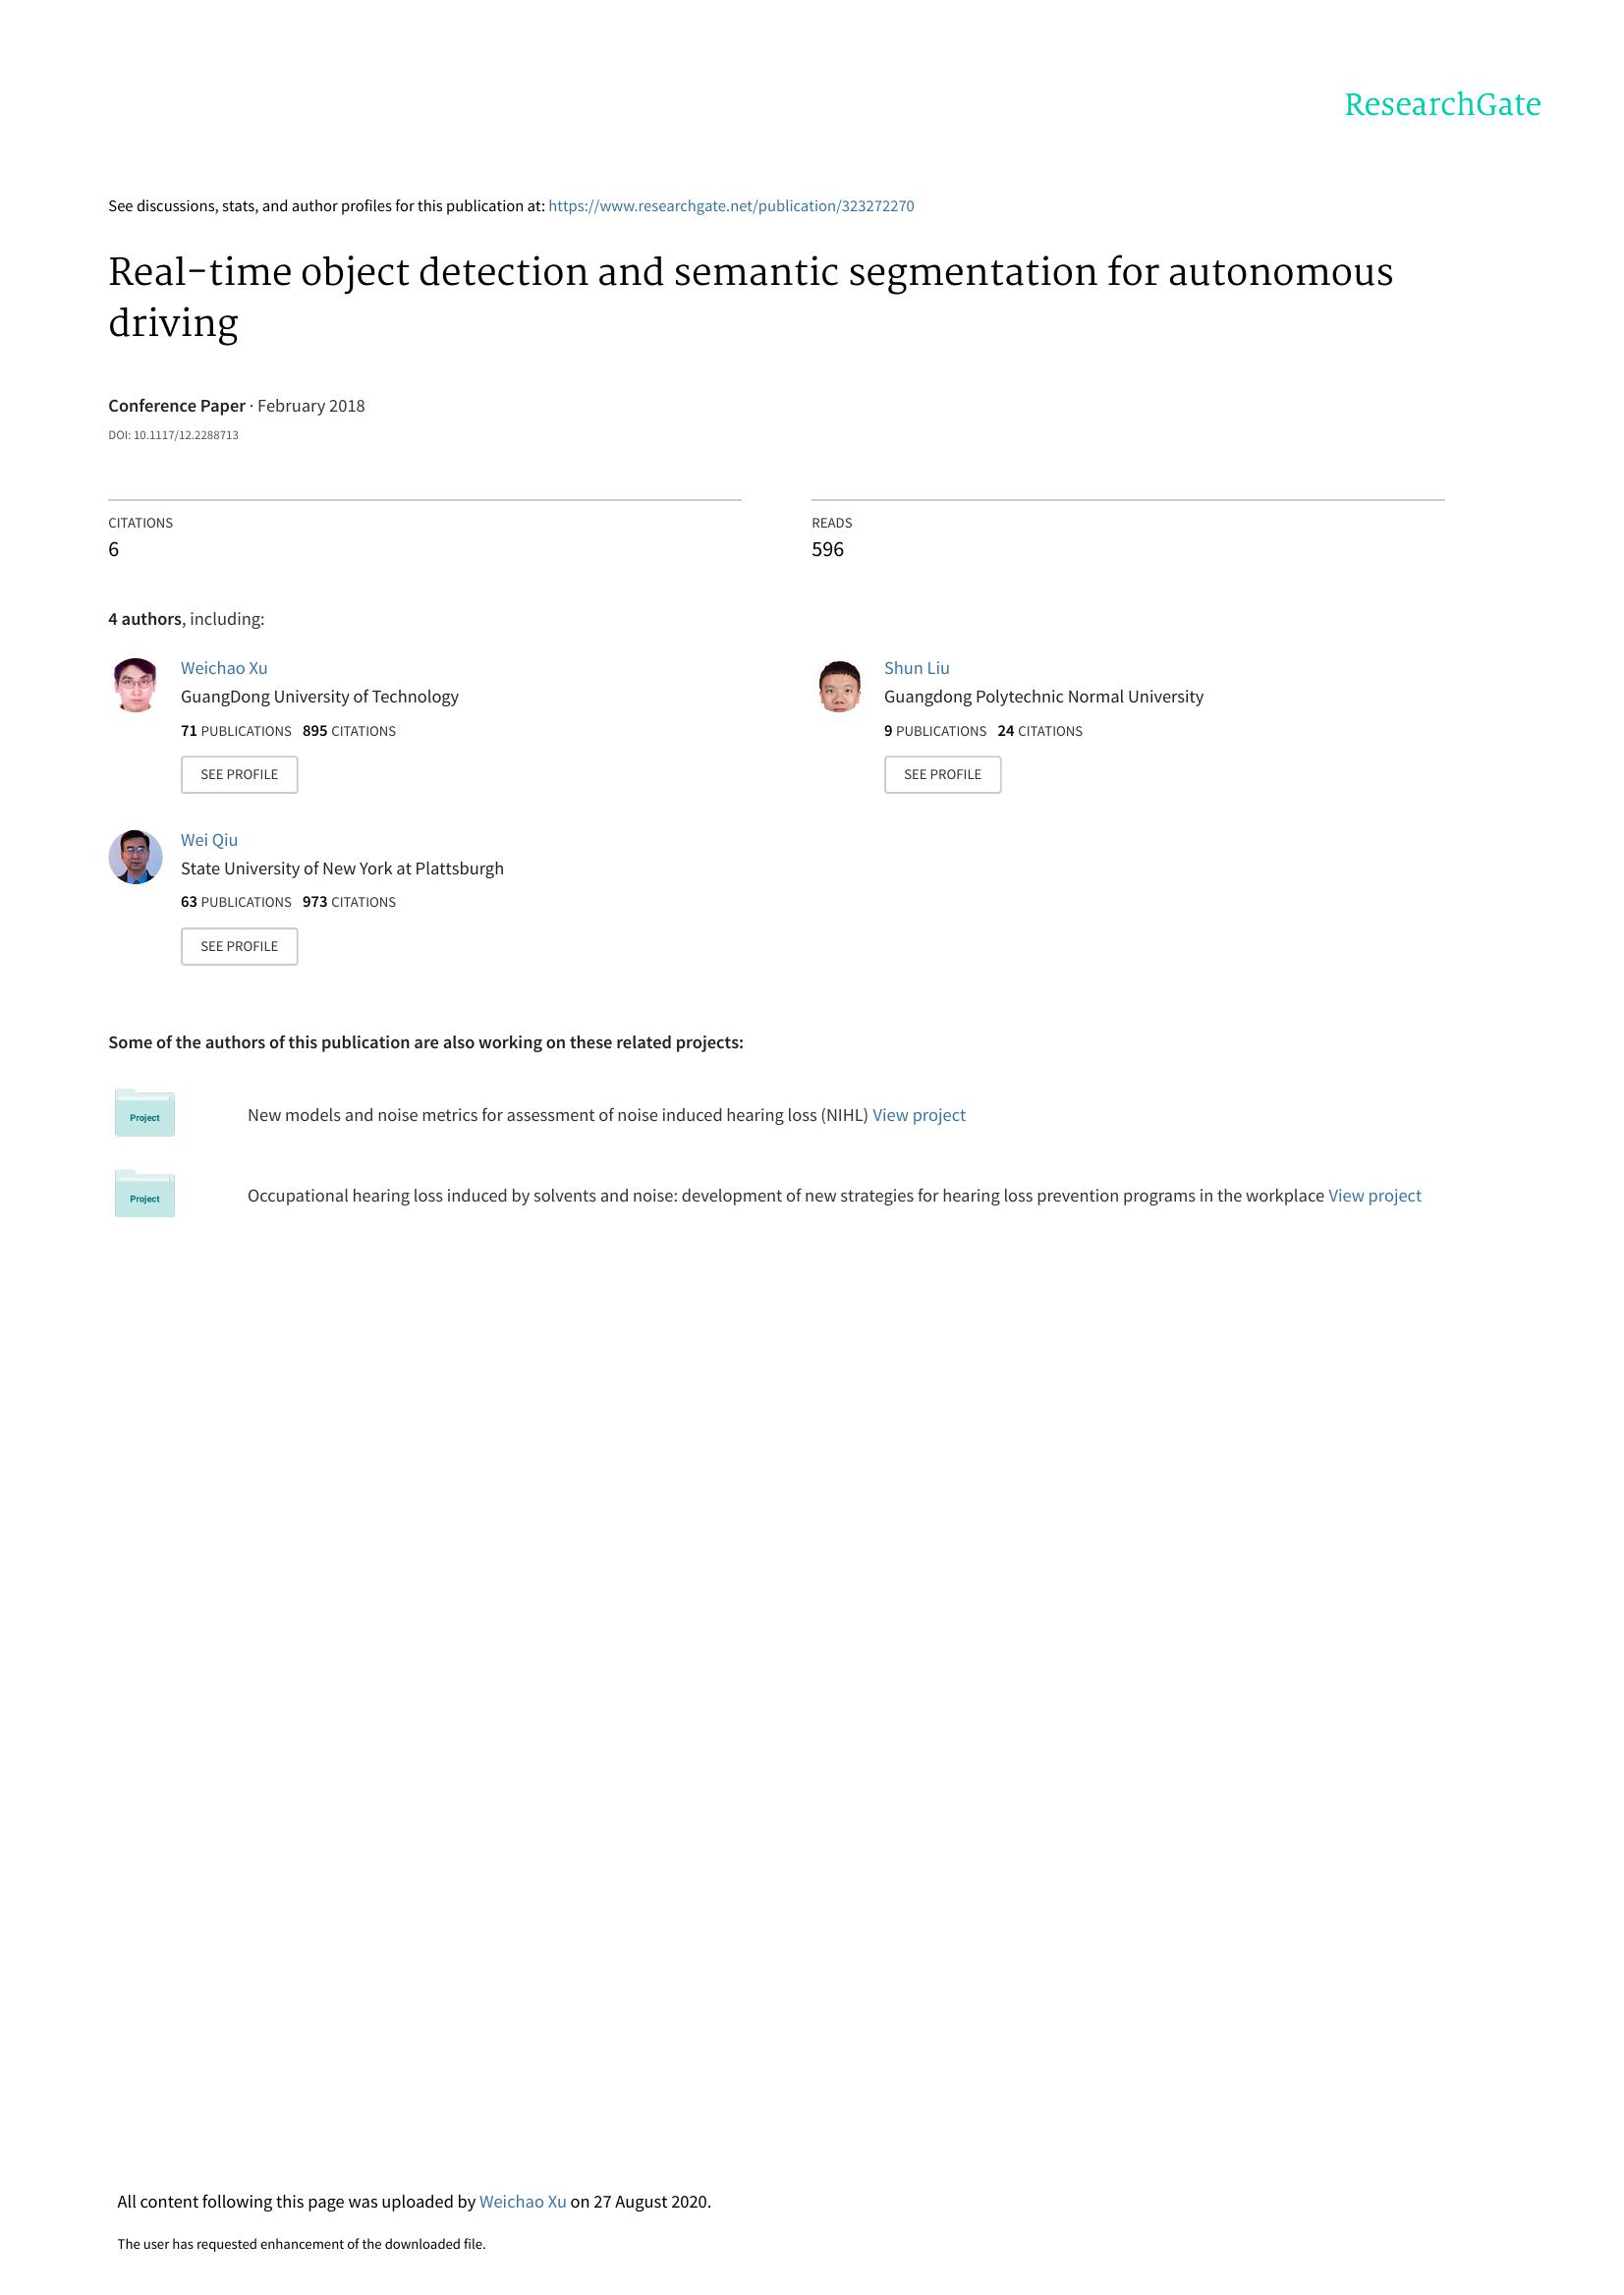 ResearchGate
See discussions, stats, and author profiles for this publication at: https://www.researchgate.net/publication/323272270
Real-time object detection and semantic segmentation for autonomous
driving
Conference Paper · February 2018
DOI: 10.1117/12.2288713
CITATIONS
6
READS
596
4 authors, including:
Weichao Xu
GuangDong University of Technology
71 PUBLICATIONS 895 CITATIONS
SEE PROFILE
Shun Liu
Guangdong Polytechnic Normal University
9 PUBLICATIONS 24 CITATIONS
SEE PROFILE
Wei Qiu
State University of New York at Plattsburgh
63 PUBLICATIONS 973 CITATIONS
SEE PROFILE
Some of the authors of this publication are also working on these related projects:
Project
New models and noise metrics for assessment of noise induced hearing loss (NIHL) View project
Project
Occupational hearing loss induced by solvents and noise: development of new strategies for hearing loss prevention programs in the workplace View project
All content following this page was uploaded by Weichao Xu on 27 August 2020.
The user has requested enhancement of the downloaded file.